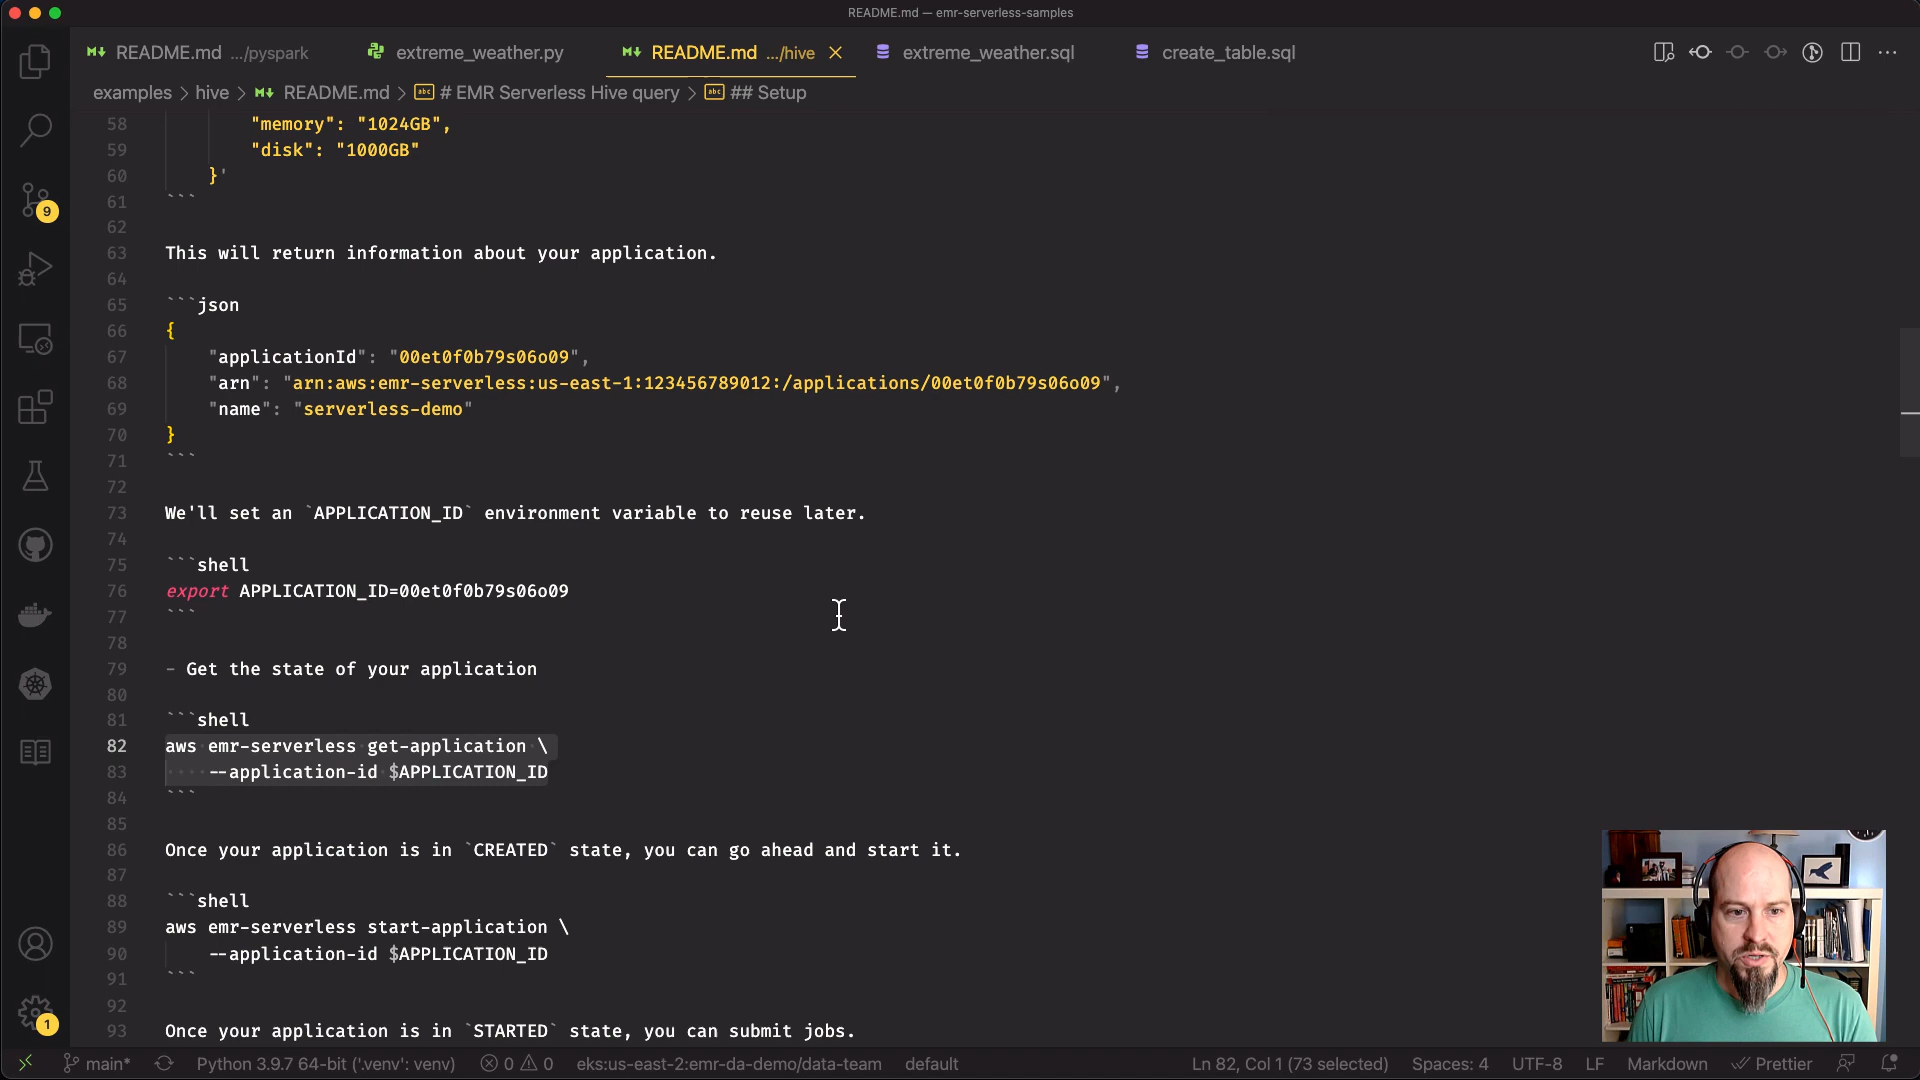 README.md — emr-serverless-samples
README.md .../pyspark
extreme_weather.py
README.md .../hive
extreme_weather.sql
create_table.sql
examples > hive > README.md > # EMR Serverless Hive query > ## Setup
58 "memory": "1024GB",
59 "disk": "1000GB"
60 }'
61 ```
62
63 This will return information about your application.
64
65 ```json
66 {
67 "applicationId": "00et0f0b79s06o09",
68 "arn": "arn:aws:emr-serverless:us-east-1:123456789012:/applications/00et0f0b79s06o09",
69 "name": "serverless-demo"
70 }
71 ```
72
73 We'll set an `APPLICATION_ID` environment variable to reuse later.
74
75 ```shell
76 export APPLICATION_ID=00et0f0b79s06o09
77 ```
78
79 - Get the state of your application
80
81 ```shell
82 aws emr-serverless get-application \
83 --application-id $APPLICATION_ID
84 ```
85
86 Once your application is in `CREATED` state, you can go ahead and start it.
87
88 ```shell
89 aws emr-serverless start-application \
90 --application-id $APPLICATION_ID
91 ```
92
93 Once your application is in `STARTED` state, you can submit jobs.
9
1
main* Python 3.9.7 64-bit ('.venv': venv) 0 0 eks:us-east-2:emr-da-demo/data-team default Ln 82, Col 1 (73 selected) Spaces: 4 UTF-8 LF Markdown Prettier